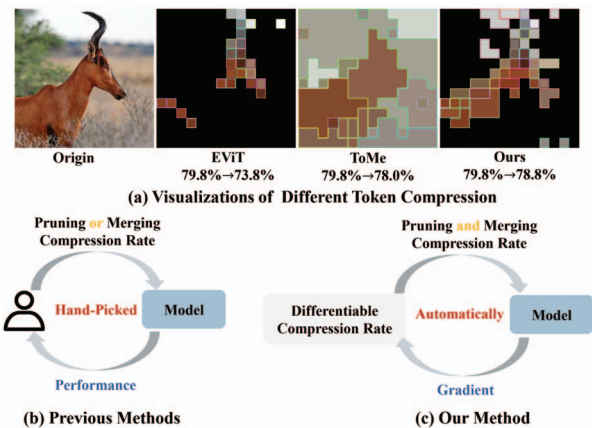 Origin
EViT
ToMe
Ours
79.8%→73.8%
79.8%→78.0%
79.8%→78.8%
(a) Visualizations of Different Token Compression
Pruning or Merging
Compression Rate
Hand-Picked
Model
Performance
(b) Previous Methods
Pruning and Merging
Compression Rate
Differentiable
Compression Rate
Automatically
Model
Gradient
(c) Our Method